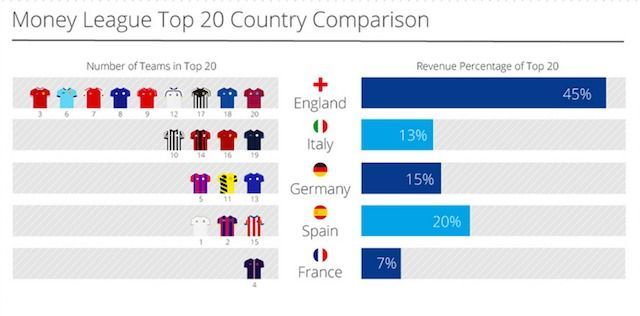 Money League Top 20 Country Comparison
Number of Teams in Top 20
Revenue Percentage of Top 20
3 6 7 8 9 12 17 18 20
England
45%
10 14 16 19
Italy
13%
5 11 13
Germany
15%
1 2 15
Spain
20%
4
France
7%